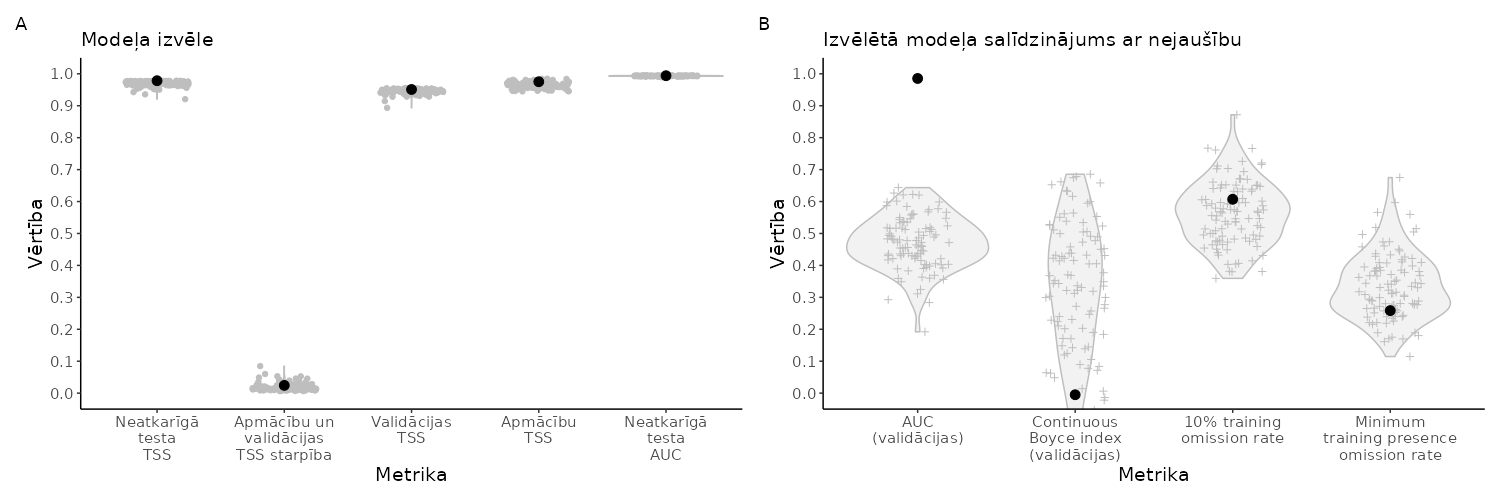 A
Modeļa izvēle
Vērtība
1.0
0.9
0.8
0.7
0.6
0.5
0.4
0.3
0.2
0.1
0.0
Neatkarīgā
testa
TSS
Apmācību un
validācijas
TSS starpība
Validācijas
TSS
Apmācību
TSS
Neatkarīgā
testa
AUC
Metrika
B
Izvēlētā modeļa salīdzinājums ar nejaušību
Vērtība
1.0
0.9
0.8
0.7
0.6
0.5
0.4
0.3
0.2
0.1
0.0
AUC
(validācijas)
Continuous
Boyce index
(validācijas)
10% training
omission rate
Minimum
training presence
omission rate
Metrika